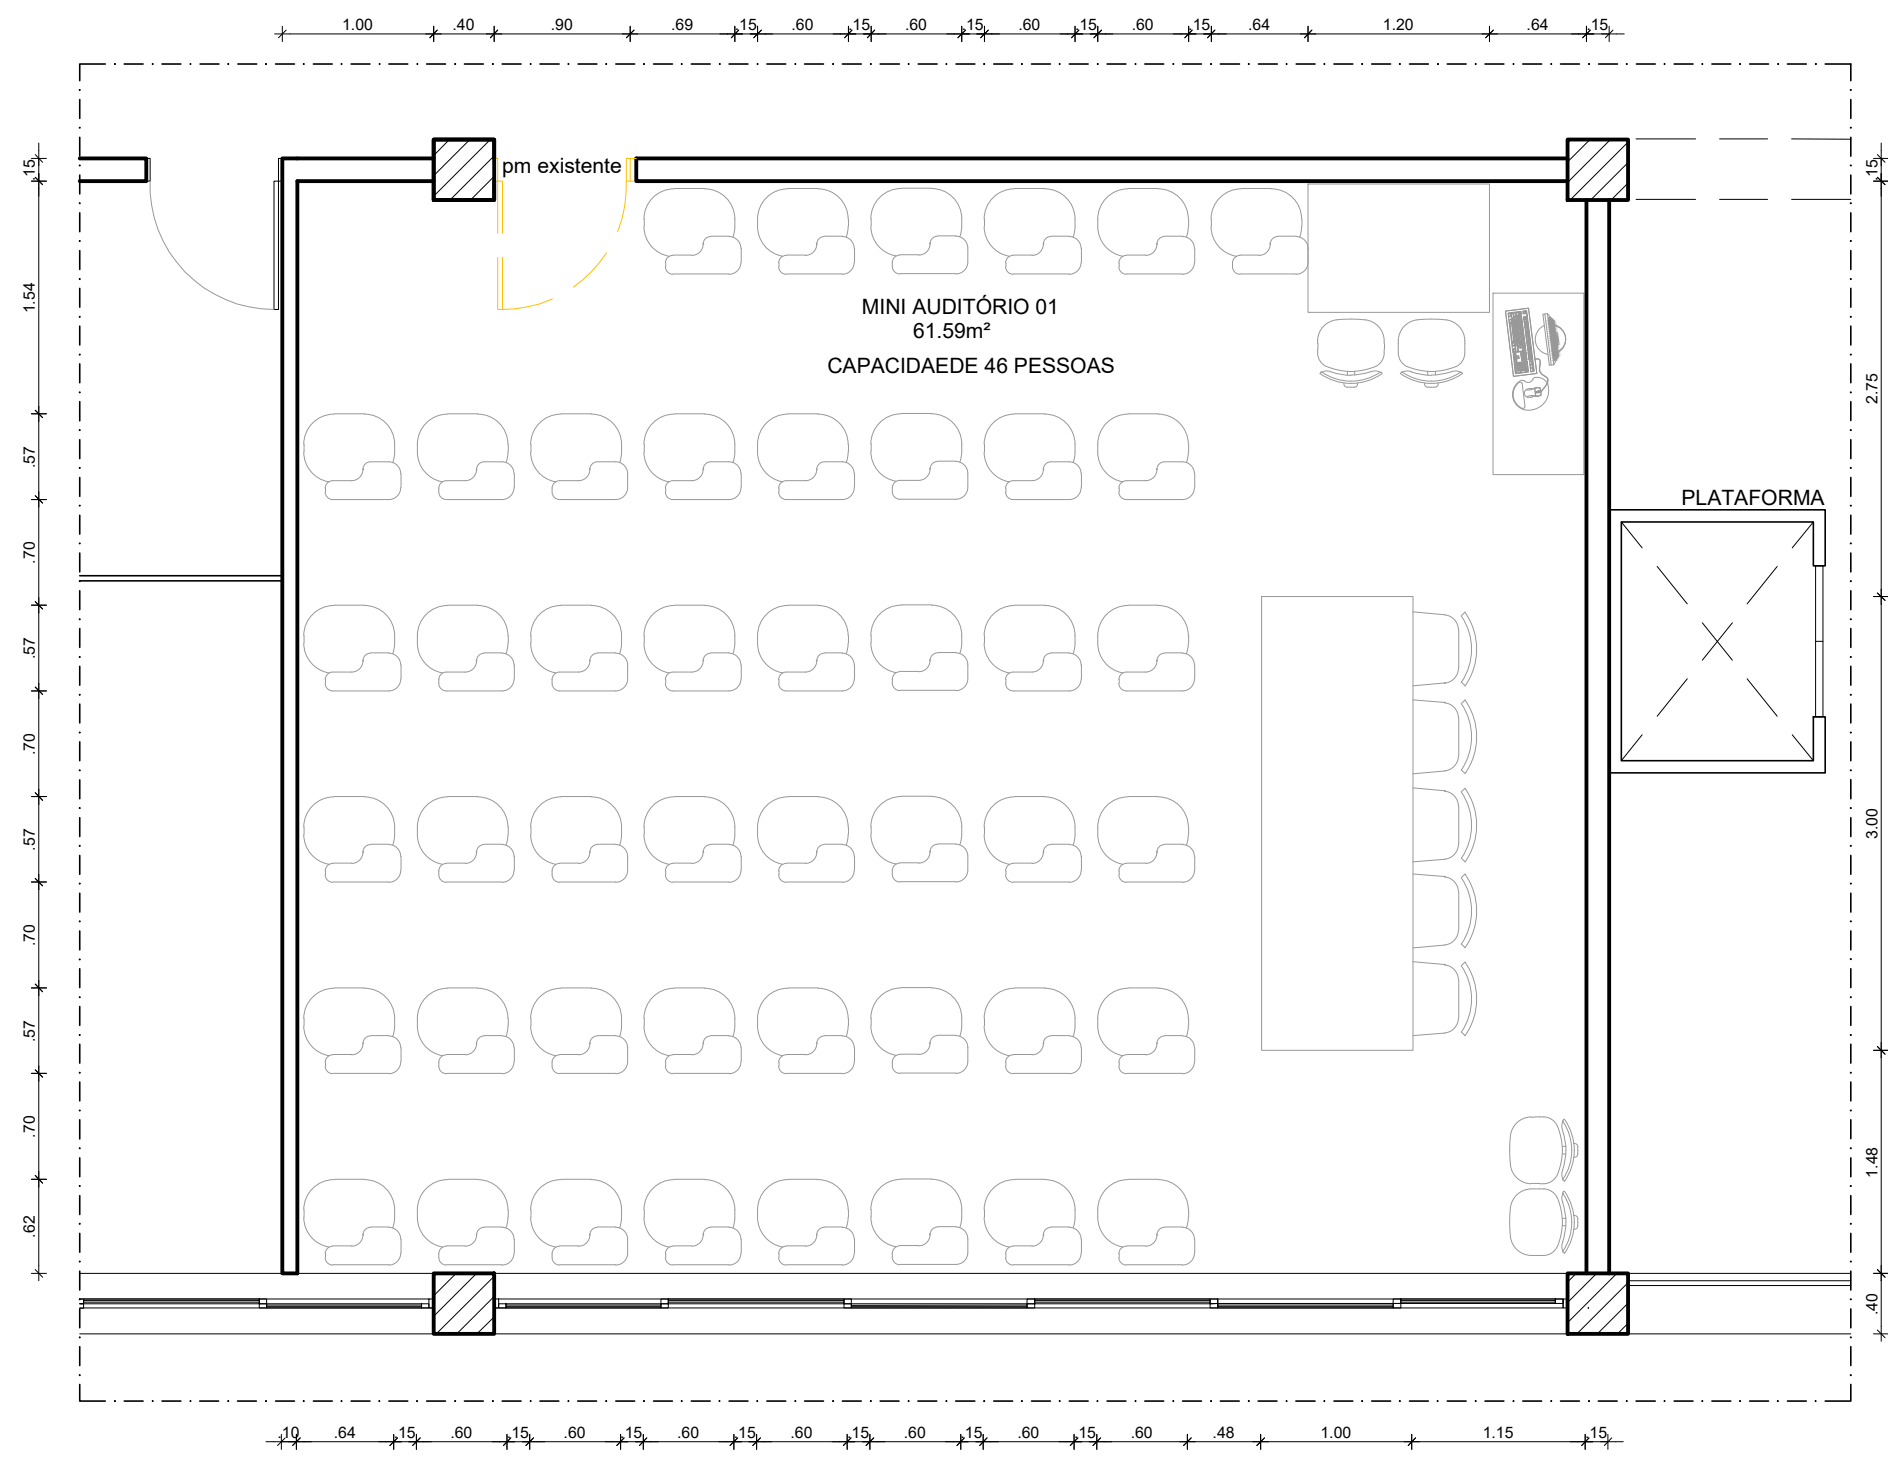 1.00 .40 .90 .69 .15 .60 .15 .60 .15 .60 .15 .60 .15 .64 1.20 .64 .15
pm existente
.15
.15
1.54
MINI AUDITÓRIO 01
61.59m²
CAPACIDAEDE 46 PESSOAS
2.75
.57
PLATAFORMA
.70
.57
.70
3.00
.57
.70
.57
.70
1.48
.62
.40
.10 .64 .15 .60 .15 .60 .15 .60 .15 .60 .15 .60 .15 .60 .15 .60 .48 1.00 1.15 .15